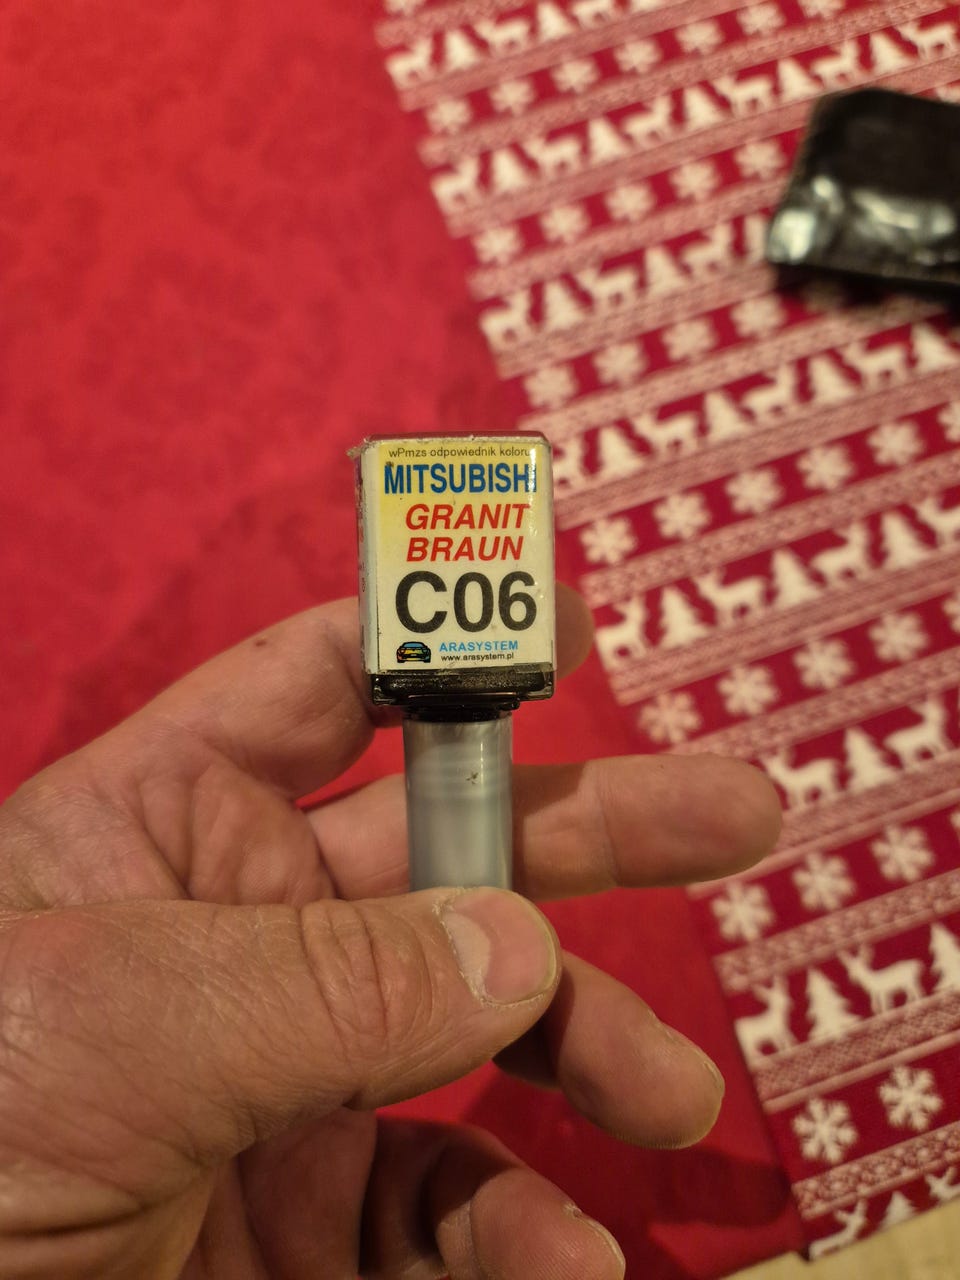 wPmzs odpowiednik koloru
MITSUBISHI
GRANIT
BRAUN
C06
ARASYSTEM
www.arasystem.pl